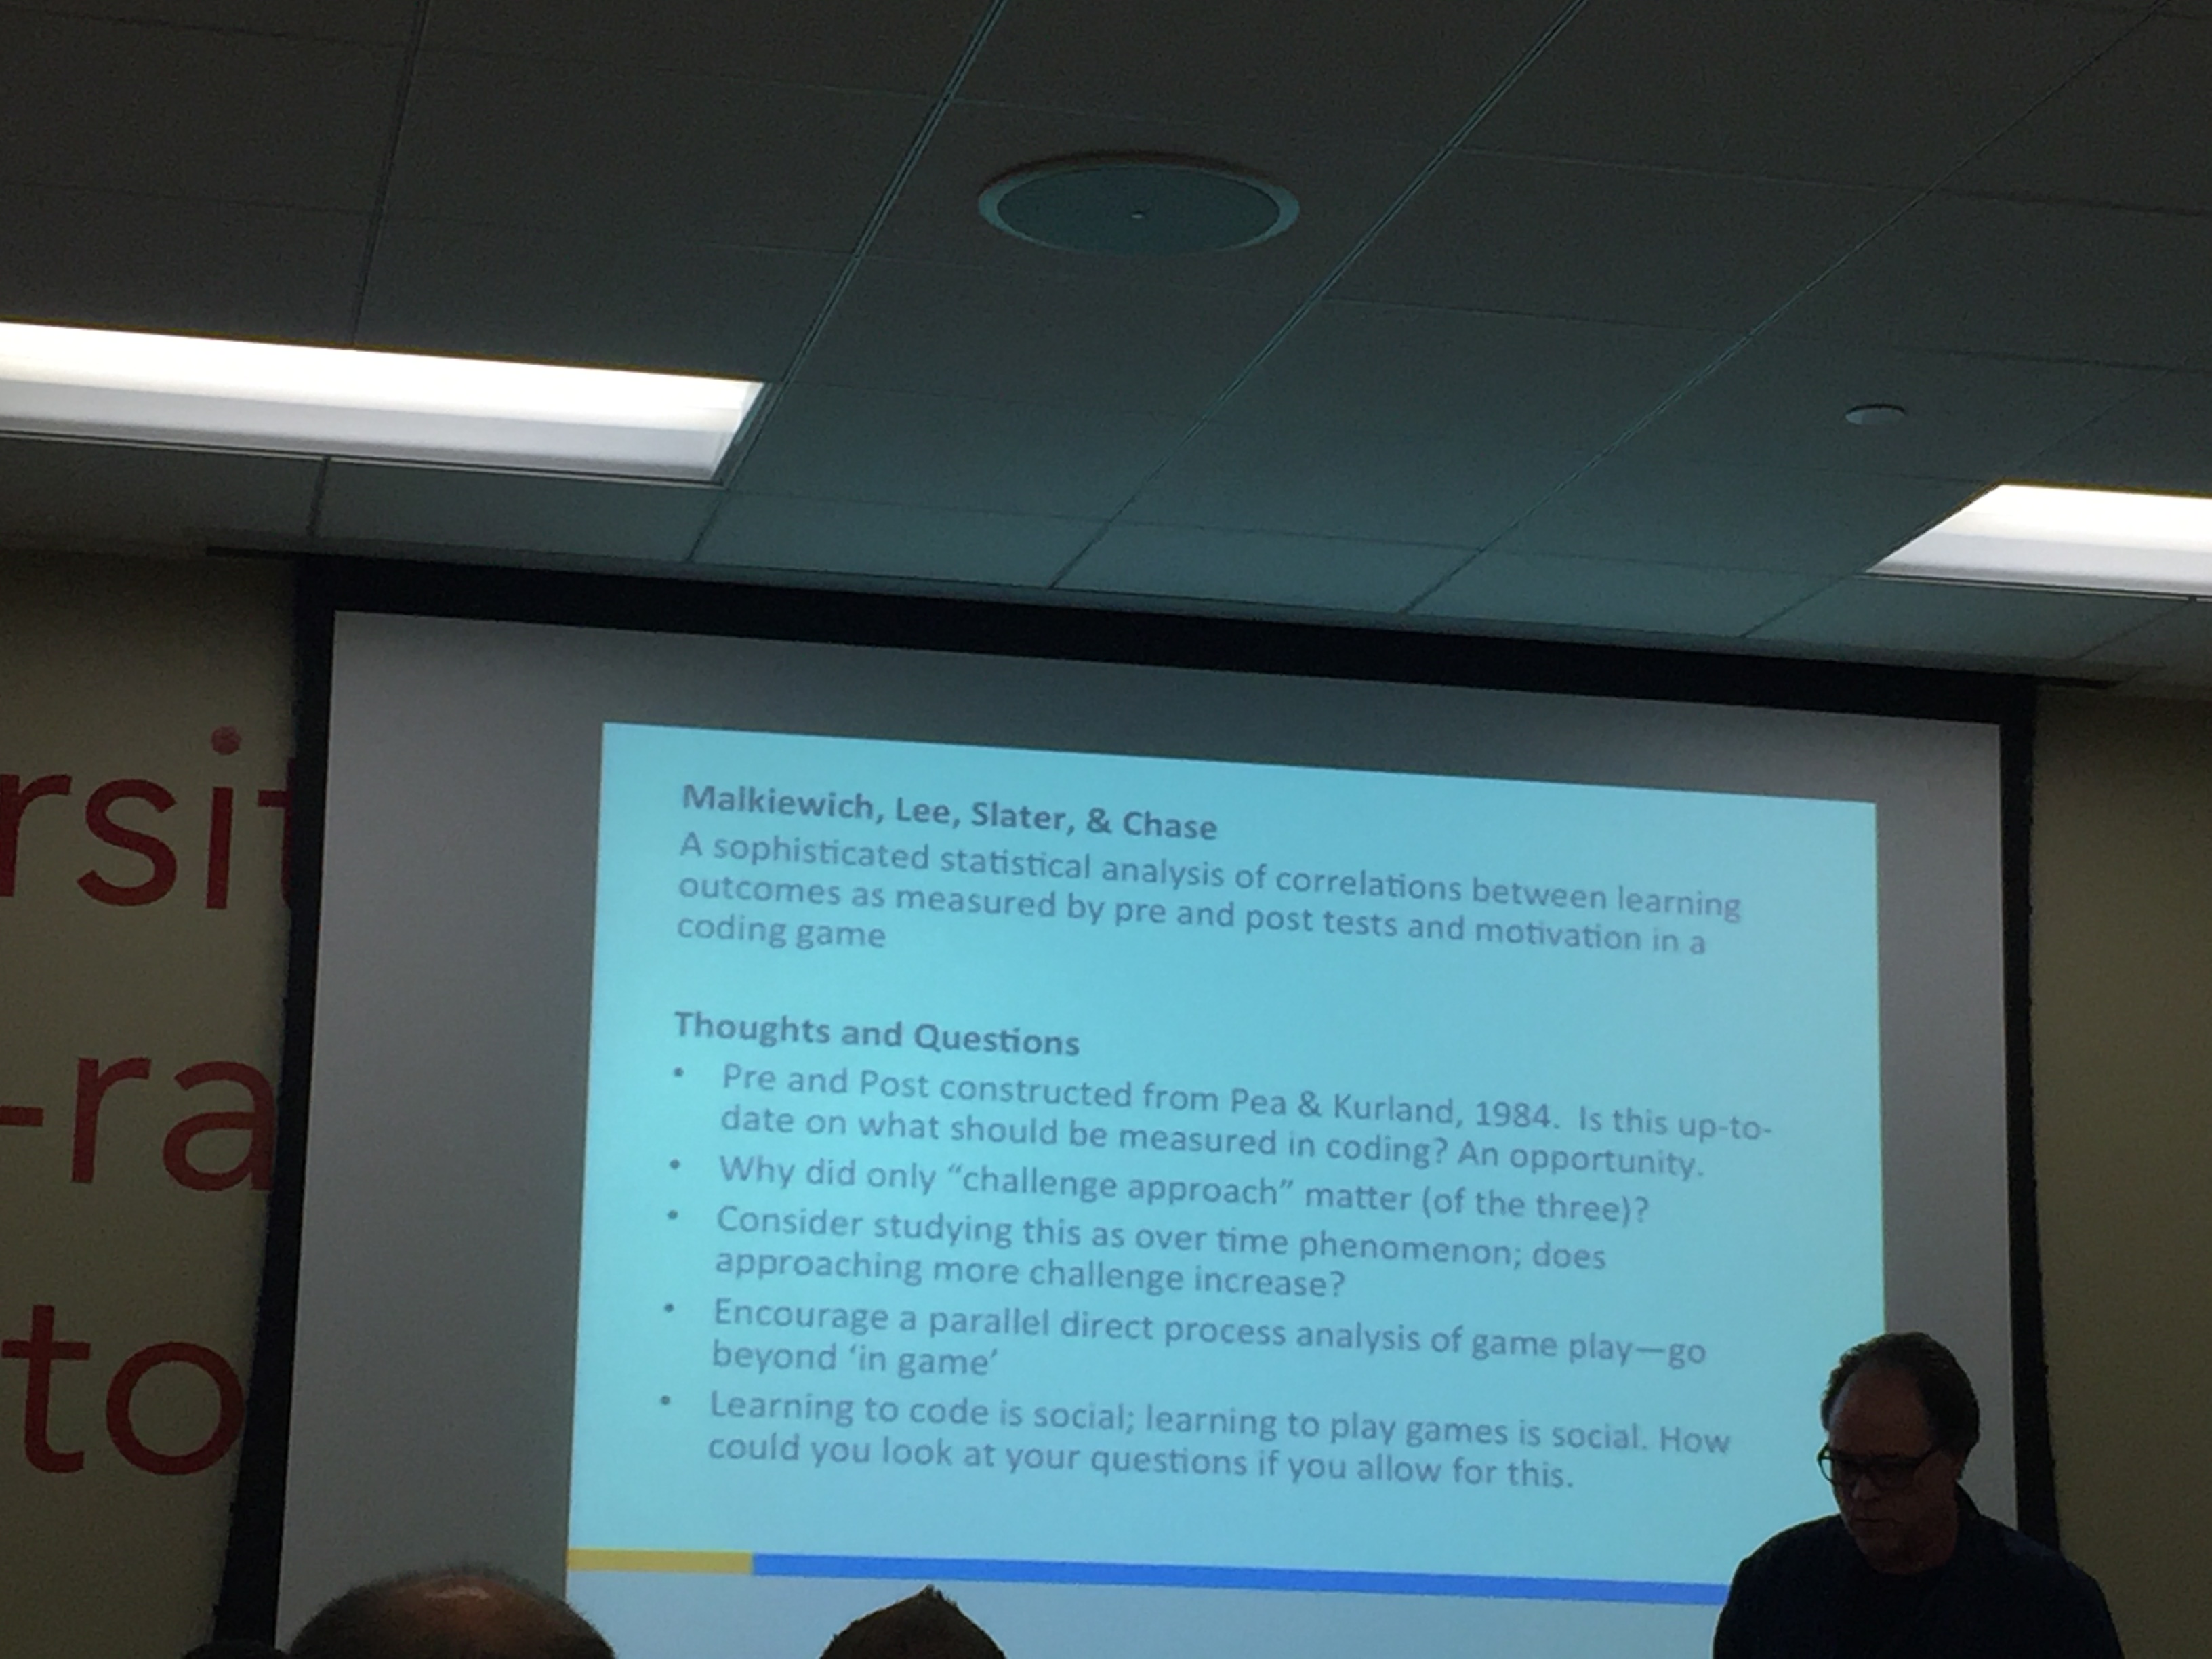 rsit
-ra
to
Malkiewich, Lee, Slater, & Chase
A sophisticated statistical analysis of correlations between learning
outcomes as measured by pre and post tests and motivation in a
coding game
Thoughts and Questions
• Pre and Post constructed from Pea & Kurland, 1984.  Is this up-to-
date on what should be measured in coding? An opportunity.
• Why did only “challenge approach” matter (of the three)?
• Consider studying this as over time phenomenon; does
approaching more challenge increase?
• Encourage a parallel direct process analysis of game play—go
beyond ‘in game’
• Learning to code is social; learning to play games is social. How
could you look at your questions if you allow for this.